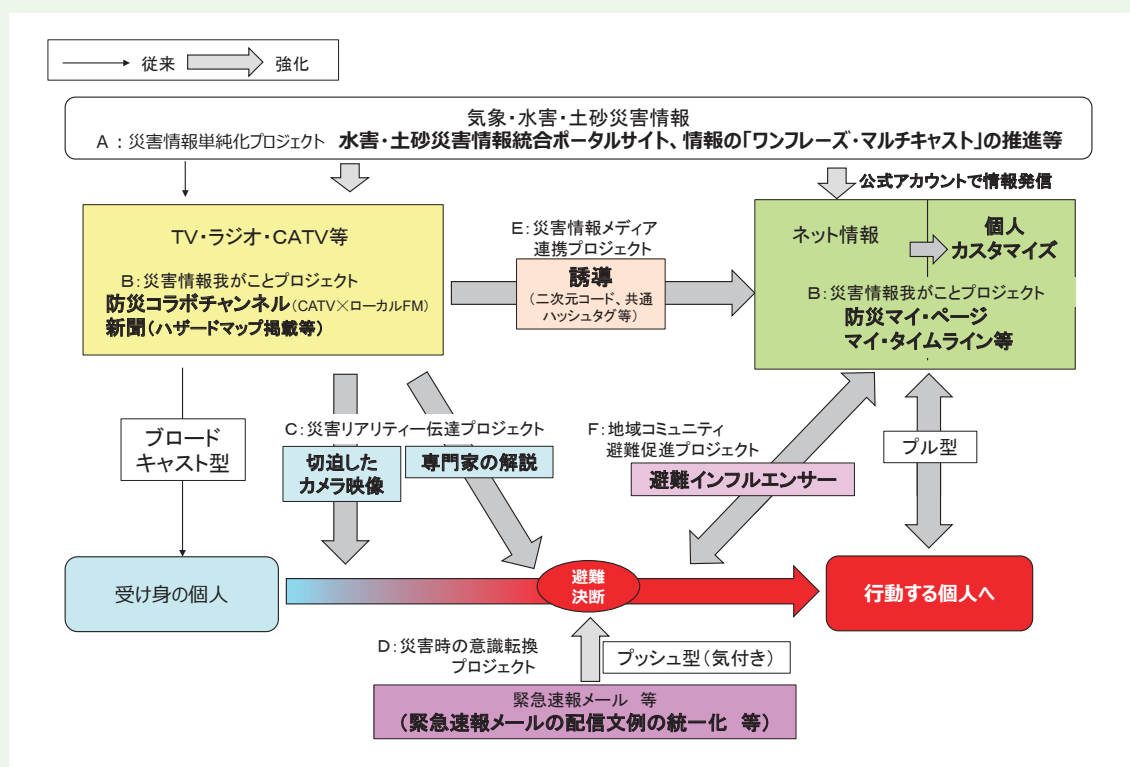 従来
強化
気象・水害・土砂災害情報
A：災害情報単純化プロジェクト 水害・土砂災害情報統合ポータルサイト、情報の「ワンフレーズ・マルチキャスト」の推進等
公式アカウントで情報発信
TV・ラジオ・CATV等
B：災害情報我がことプロジェクト
防災コラボチャンネル(CATV×ローカルFM)
新聞(ハザードマップ掲載等)
E：災害情報メディア
連携プロジェクト
誘導
(二次元コード、共通
ハッシュタグ等)
ネット情報
個人
カスタマイズ
B：災害情報我がことプロジェクト
防災マイ・ページ
マイ・タイムライン等
ブロード
キャスト型
C：災害リアリティー伝達プロジェクト
切迫した
カメラ映像
専門家の解説
F：地域コミュニティ
避難促進プロジェクト
避難インフルエンサー
プル型
受け身の個人
避難
決断
行動する個人へ
D：災害時の意識転換
プロジェクト
プッシュ型(気付き)
緊急速報メール 等
(緊急速報メールの配信文例の統一化 等)